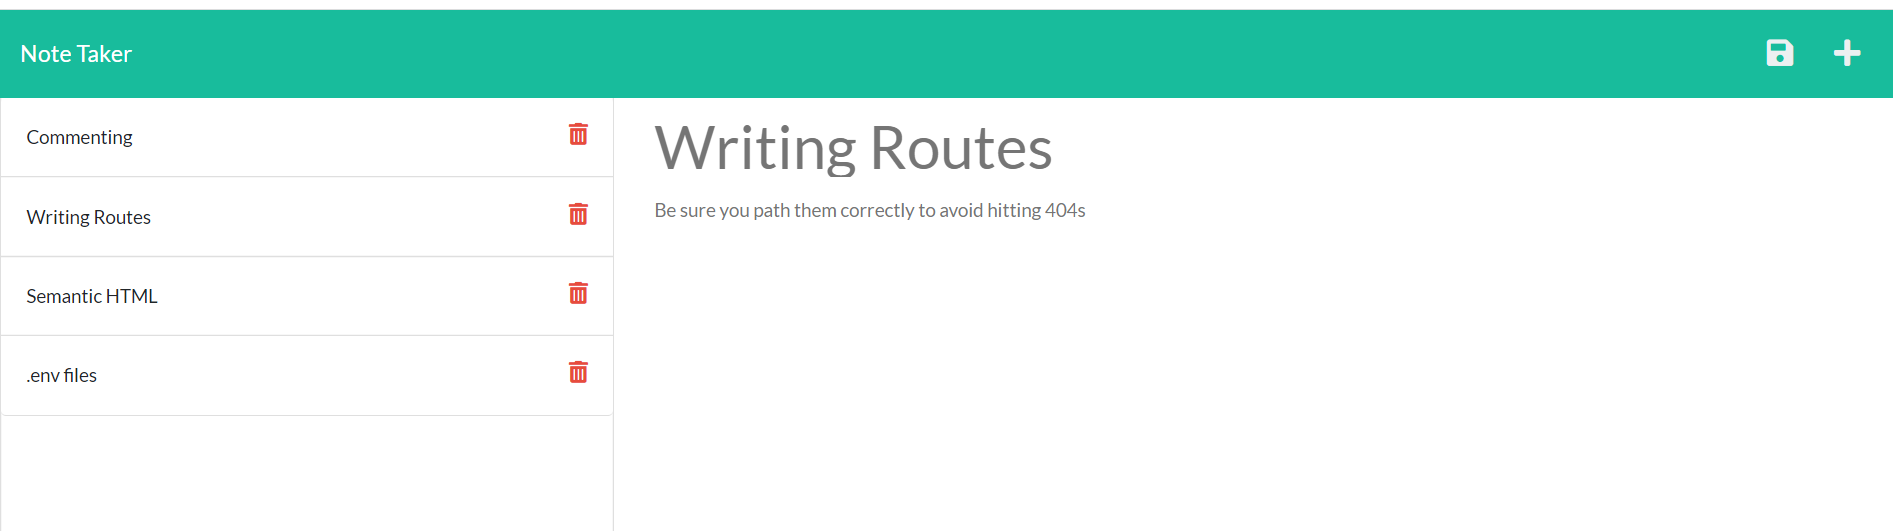 Note Taker
Commenting
Writing Routes
Semantic HTML
.env files
Writing Routes
Be sure you path them correctly to avoid hitting 404s